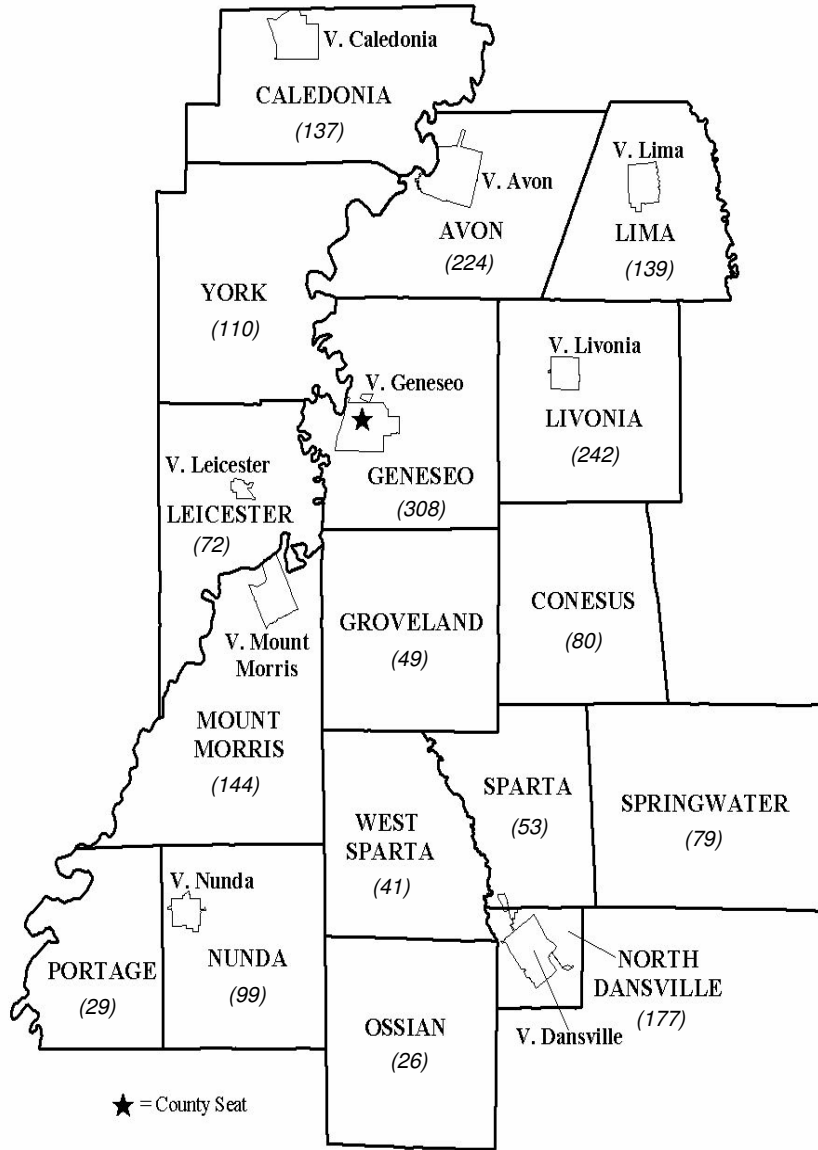 V. Caledonia
CALEDONIA
(137)
V. Avon
AVON
(224)
V. Lima
LIMA
(139)
YORK
(110)
V. Geneseo
GENESEO
(308)
V. Livonia
LIVONIA
(242)
V. Leicester
LEICESTER
(72)
V. Mount
Morris
MOUNT
MORRIS
(144)
GROVELAND
(49)
CONESUS
(80)
WEST
SPARTA
(41)
SPARTA
(53)
SPRINGWATER
(79)
V. Nunda
NUNDA
(99)
PORTAGE
(29)
OSSIAN
(26)
NORTH
DANSVILLE
(177)
V. Dansville
★ = County Seat